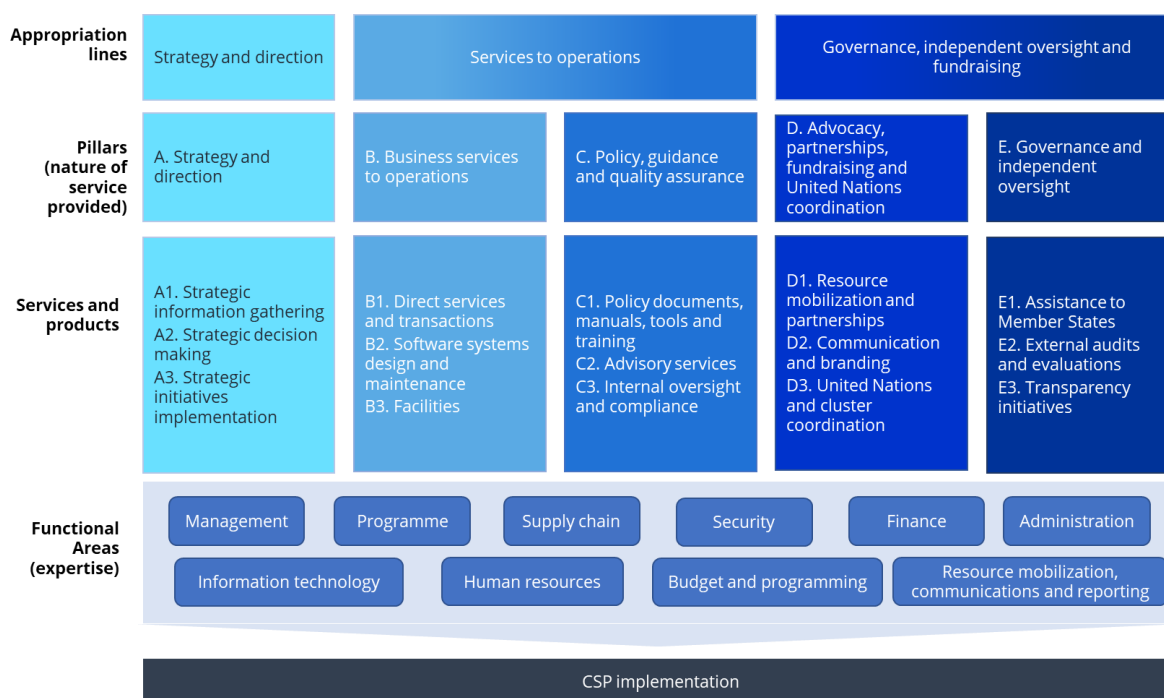 Appropriation
lines
Strategy and direction
Services to operations
Governance, independent oversight and
fundraising
Pillars
(nature of
service
provided)
A. Strategy and
direction
B. Business services
to operations
C. Policy, guidance
and quality assurance
D. Advocacy,
partnerships,
fundraising and
United Nations
coordination
E. Governance and
independent
oversight
Services and
products
A1. Strategic
information gathering
A2. Strategic decision
making
A3. Strategic
initiatives
implementation
B1. Direct services
and transactions
B2. Software systems
design and
maintenance
B3. Facilities
C1. Policy documents,
manuals, tools and
training
C2. Advisory services
C3. Internal oversight
and compliance
D1. Resource
mobilization and
partnerships
D2. Communication
and branding
D3. United Nations
and cluster
coordination
E1. Assistance to
Member States
E2. External audits
and evaluations
E3. Transparency
initiatives
Functional
Areas
(expertise)
Management
Programme
Supply chain
Security
Finance
Administration
Information technology
Human resources
Budget and programming
Resource mobilization,
communications and reporting
CSP implementation